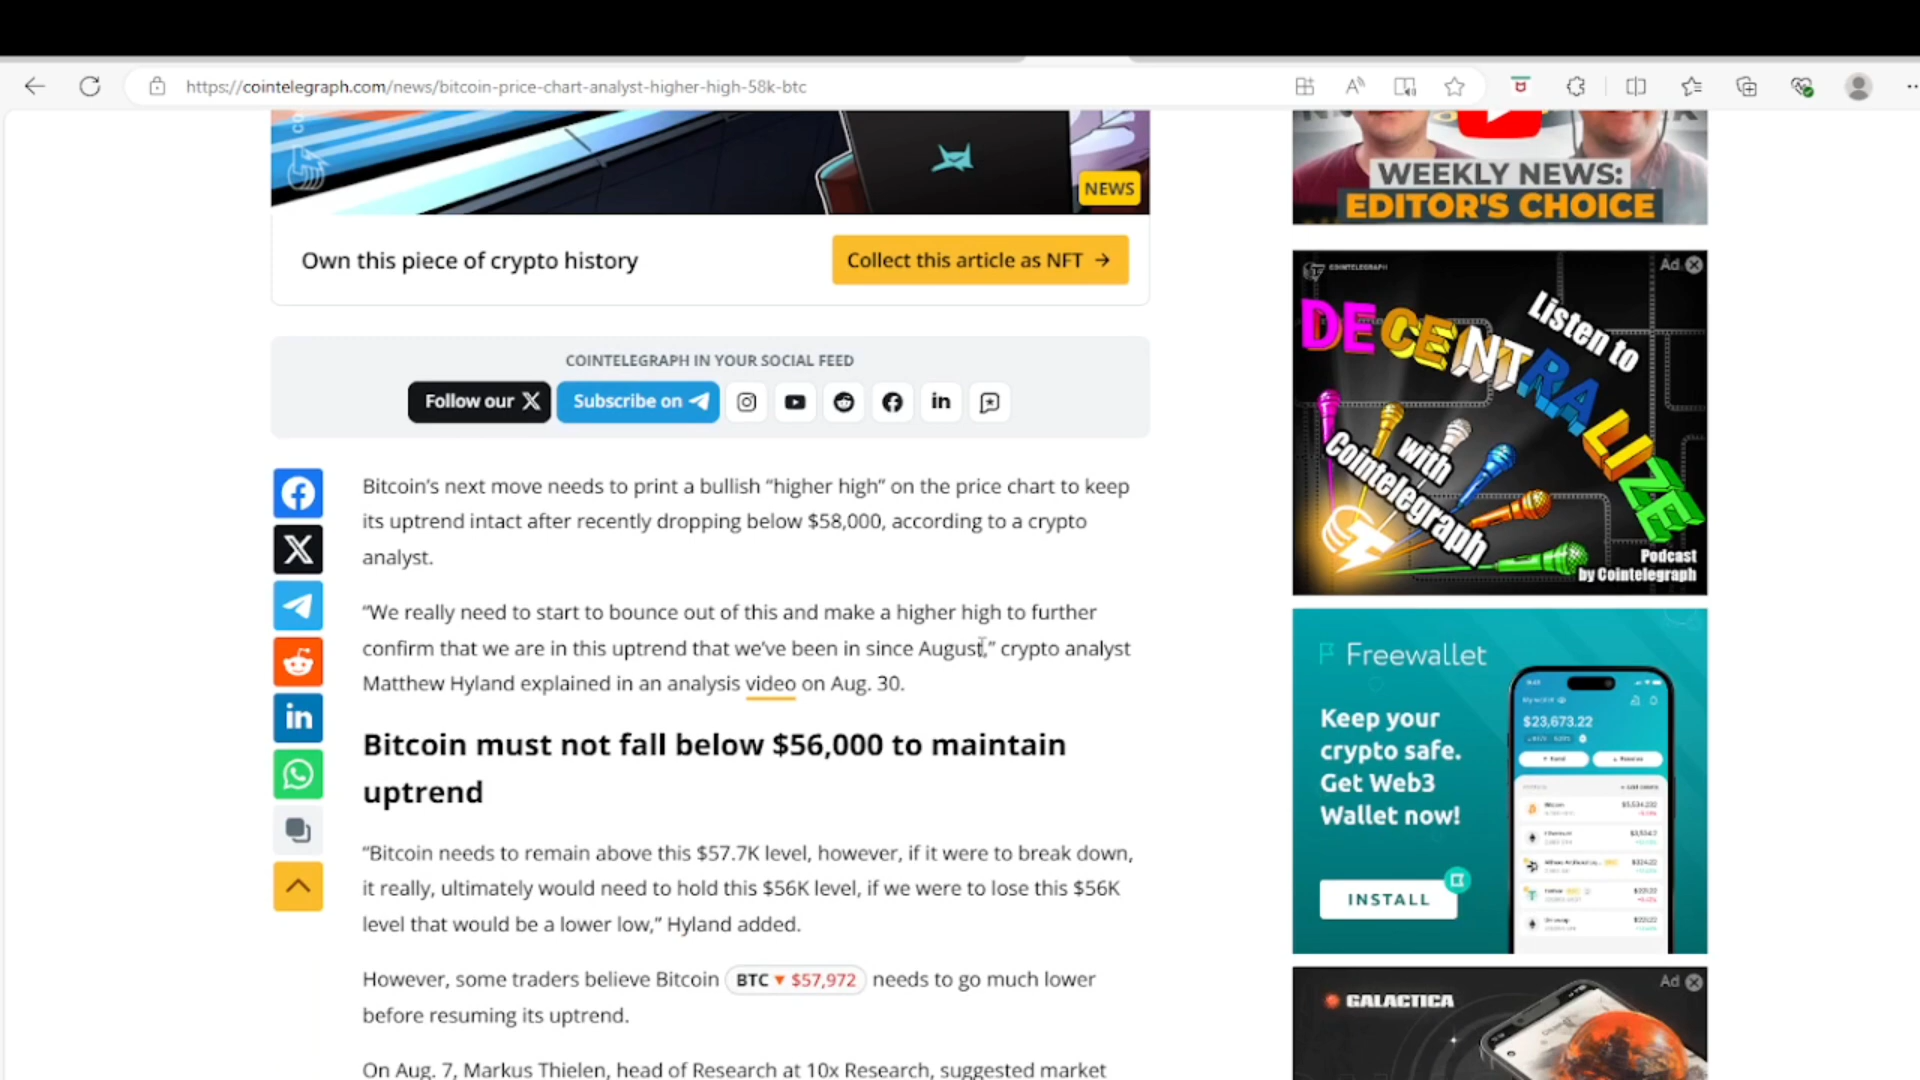 https://cointelegraph.com/news/bitcoin-price-chart-analyst-higher-high-58k-btc
NEWS
Own this piece of crypto history
Collect this article as NFT →
COINTELEGRAPH IN YOUR SOCIAL FEED
Follow our X
Subscribe on
Bitcoin's next move needs to print a bullish “higher high” on the price chart to keep
its uptrend intact after recently dropping below $58,000, according to a crypto
analyst.
“We really need to start to bounce out of this and make a higher high to further
confirm that we are in this uptrend that we've been in since August,” crypto analyst
Matthew Hyland explained in an analysis video on Aug. 30.
Bitcoin must not fall below $56,000 to maintain
uptrend
“Bitcoin needs to remain above this $57.7K level, however, if it were to break down,
it really, ultimately would need to hold this $56K level, if we were to lose this $56K
level that would be a lower low,” Hyland added.
However, some traders believe Bitcoin BTC ▼ $57,972 needs to go much lower
before resuming its uptrend.
On Aug. 7, Markus Thielen, head of Research at 10x Research, suggested market
WEEKLY NEWS:
EDITOR'S CHOICE
COINTELEGRAPH
Ad
Listen to
DECENTRALIZE
with
Cointelegraph
Podcast
by Cointelegraph
Freewallet
Keep your
crypto safe.
Get Web3
Wallet now!
INSTALL
$23,673.22
Ad
GALACTICA